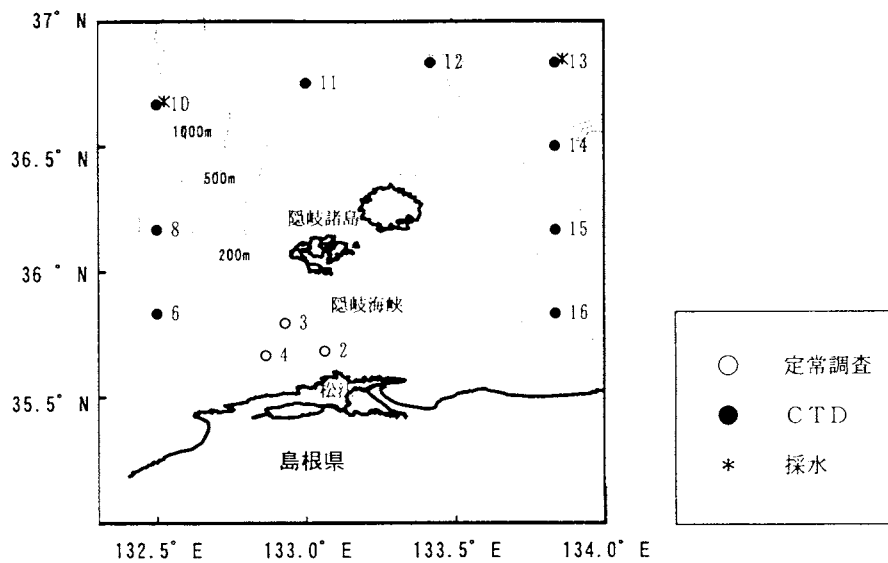 37° N
12
13
11
10
1000m
36.5° N
14
500m
隠岐諸島
8
15
200m
36° N
隠岐海峡
6
3
16
4
2
定常調査
35.5° N
松江
CTD
島根県
* 採水
132.5° E
133.0° E
133.5° E
134.0° E